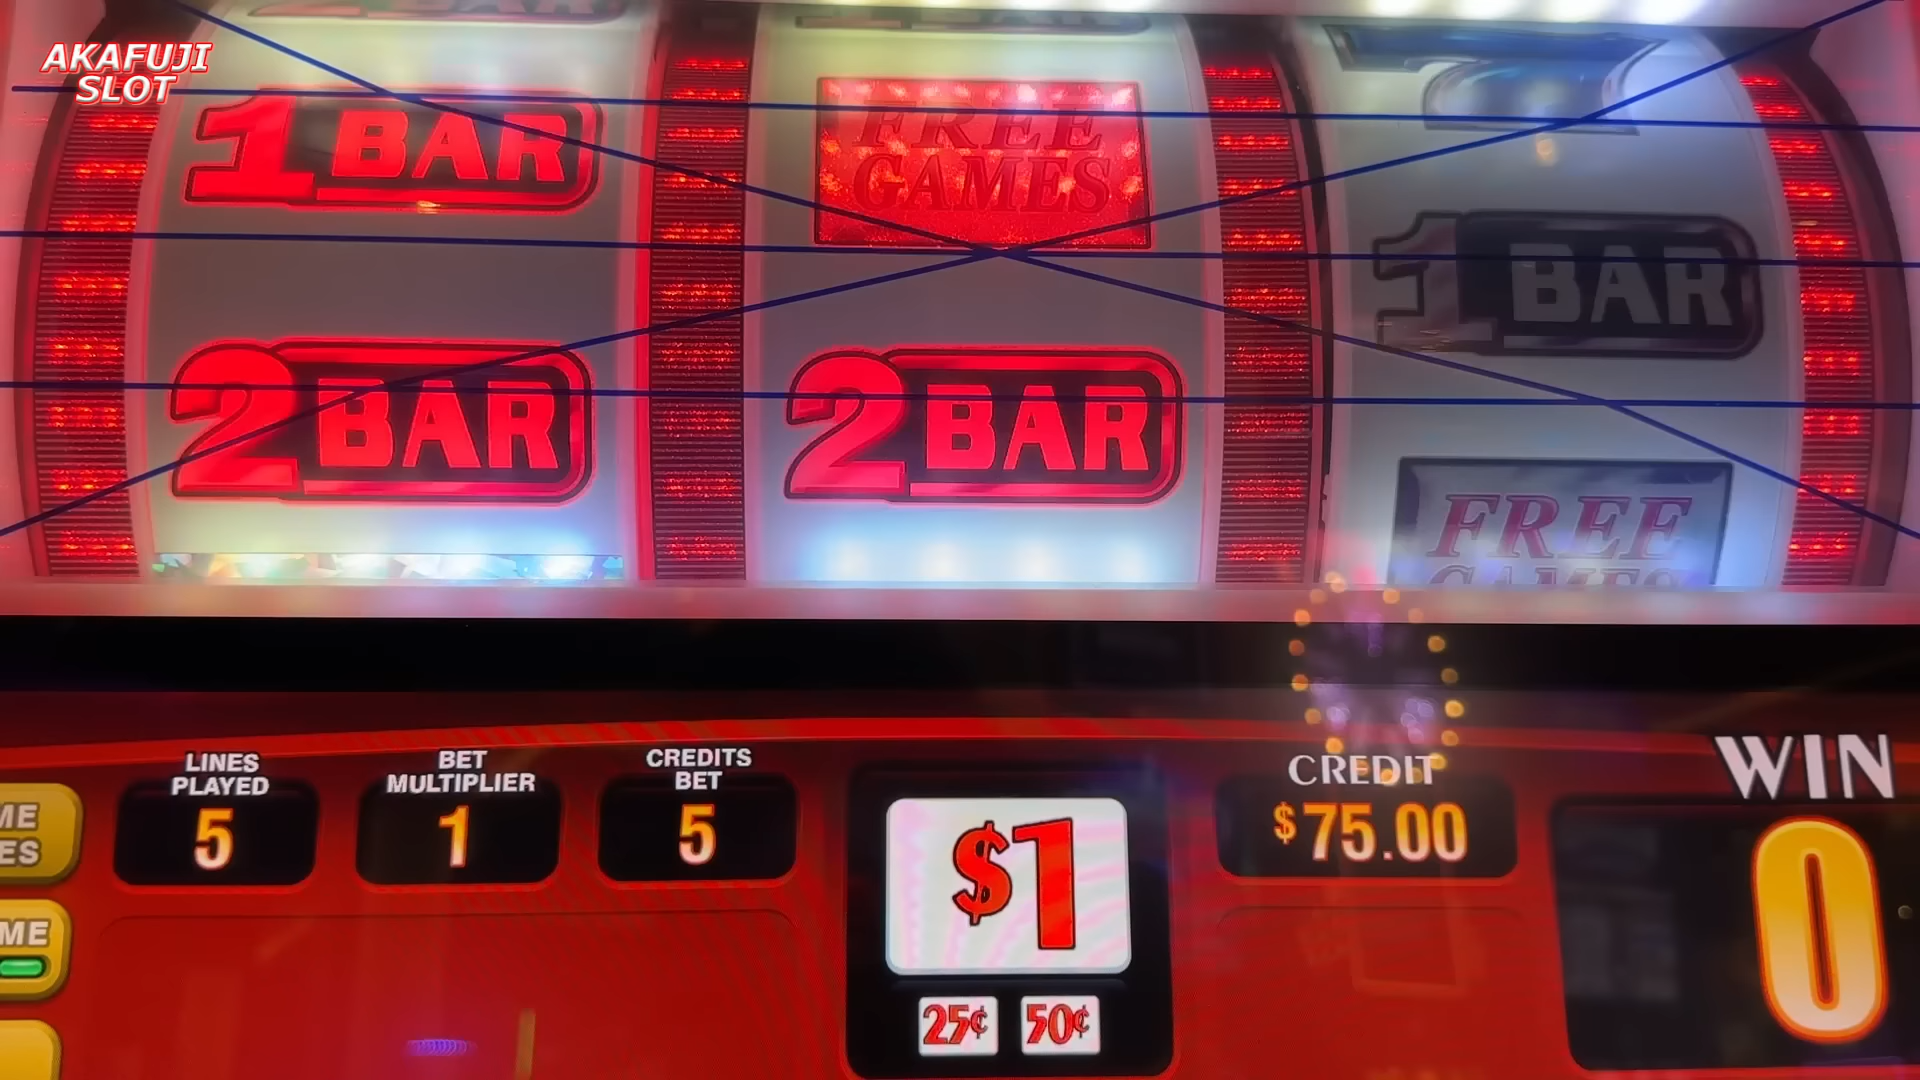 AKAFUJI
SLOT
1 BAR
FREE
GAMES
1 BAR
2 BAR
2 BAR
FREE
GAMES
LINES
PLAYED
5
BET
MULTIPLIER
1
CREDITS
BET
5
$1
25¢
50¢
CREDIT
$75.00
WIN
0